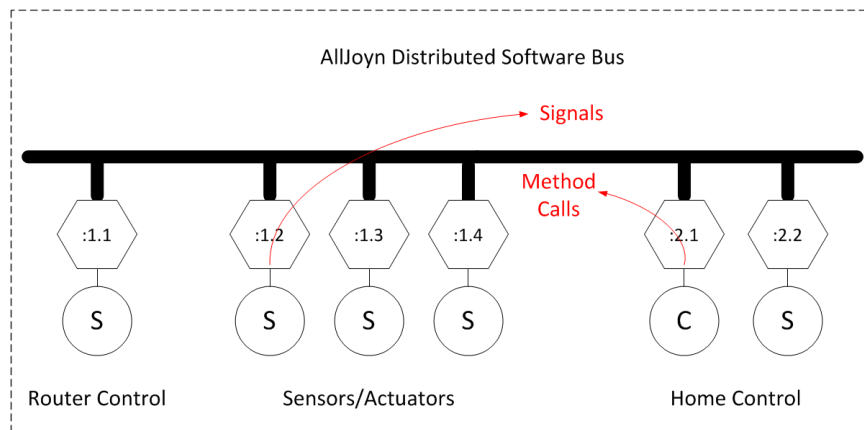 AllJoyn Distributed Software Bus
Signals
Method
Calls
:1.1
:1.2
:1.3
:1.4
:2.1
:2.2
S
S
S
S
C
S
Router Control
Sensors/Actuators
Home Control